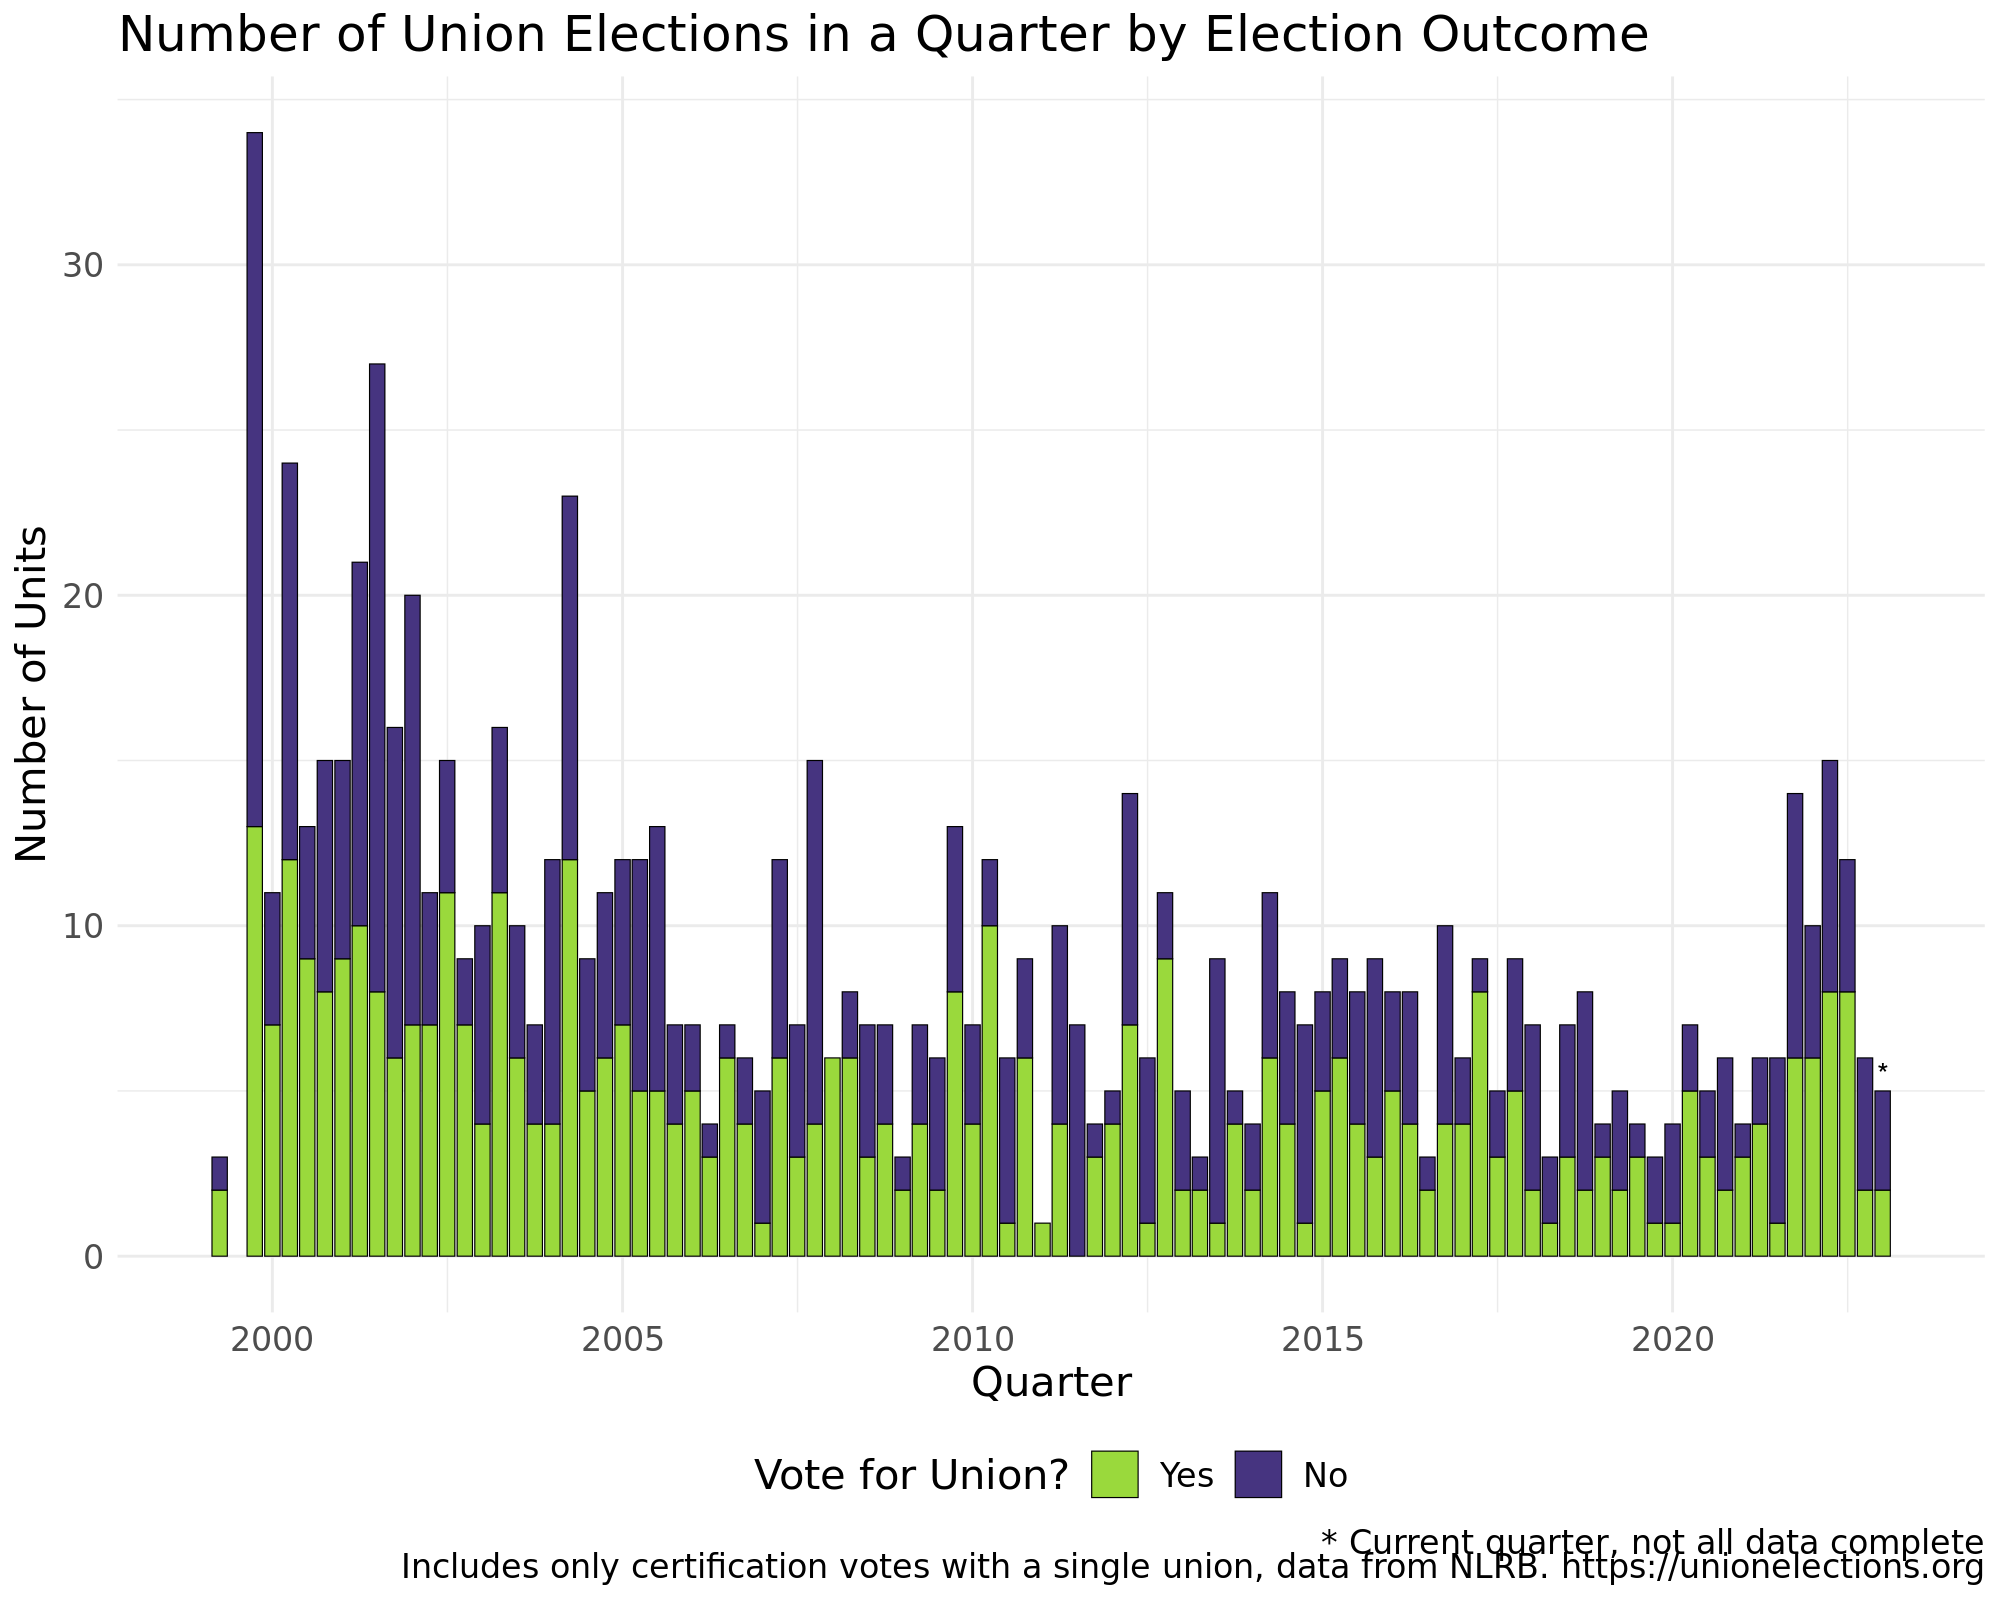 Number of Union Elections in a Quarter by Election Outcome
Number of Units
30
20
10
0
*
2000 2005 2010 2015 2020
Quarter
Vote for Union? Yes No
* Current quarter, not all data complete
Includes only certification votes with a single union, data from NLRB. https://unionelections.org